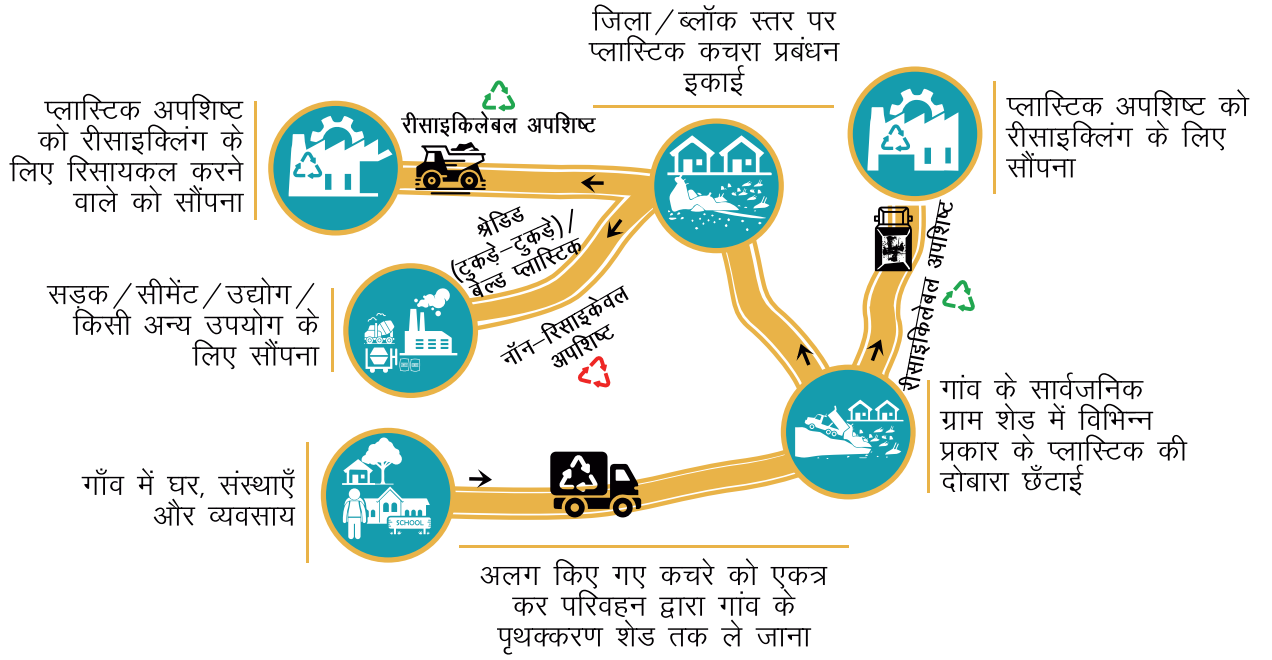 जिला/ब्लॉक स्तर पर
प्लास्टिक कचरा प्रबंधन
इकाई
प्लास्टिक अपशिष्ट
को रीसाइक्लिंग के
लिए रिसायकल करने
वाले को सौंपना
रीसाइकिलेबल अपशिष्ट
प्लास्टिक अपशिष्ट को
रीसाइक्लिंग के लिए
सौंपना
श्रेडिड
(टुकड़े-टुकड़े)/
बेल्ड प्लास्टिक
रीसाइकिलेबल अपशिष्ट
सड़क/सीमेंट/उद्योग/
किसी अन्य उपयोग के
लिए सौंपना
नॉन-रिसाइकेवल
अपशिष्ट
गांव के सार्वजनिक
ग्राम शेड में विभिन्न
प्रकार के प्लास्टिक की
दोबारा छँटाई
गाँव में घर, संस्थाएँ
और व्यवसाय
SCHOOL
अलग किए गए कचरे को एकत्र
कर परिवहन द्वारा गांव के
पृथक्करण शेड तक ले जाना